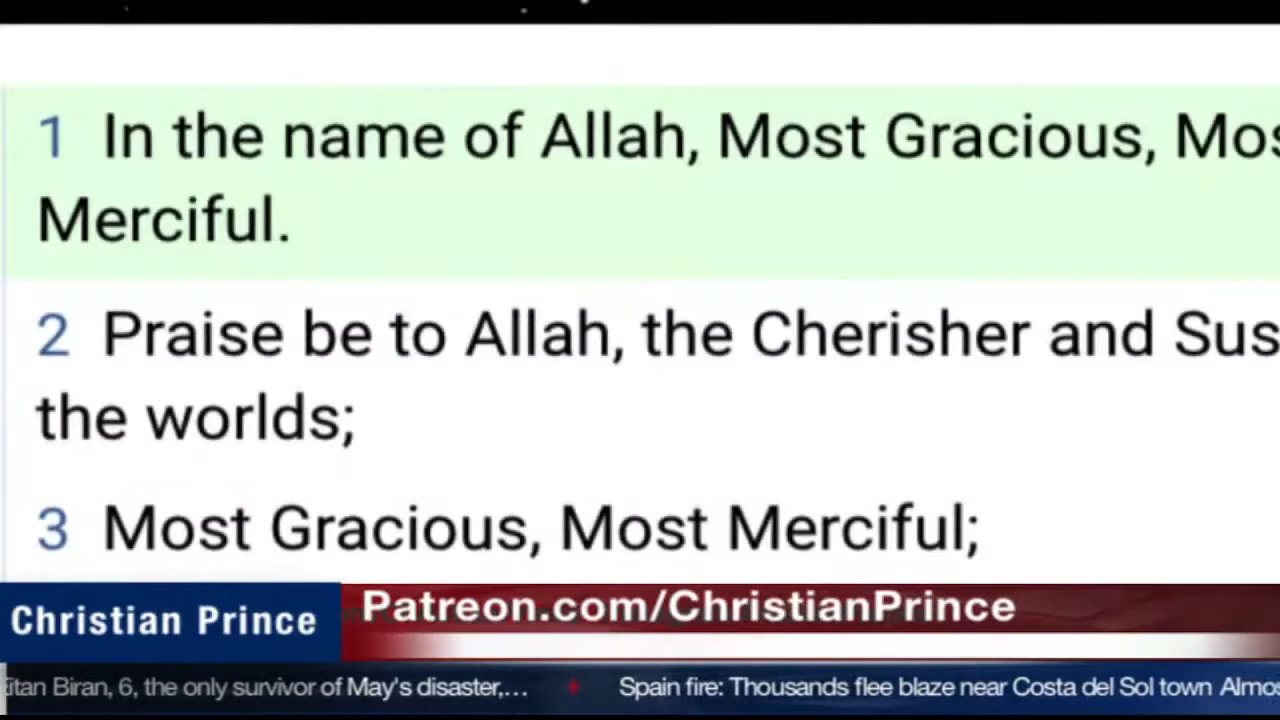 1 In the name of Allah, Most Gracious,
Merciful.
2 Praise be to Allah, the Cherisher and
the worlds;
3 Most Gracious, Most Merciful;
Christian Prince
Patreon.com/ChristianPrince
Biran, 6, the only survivor of May's disaster,... Spain fire: Thousands flee blaze near Costa del Sol town